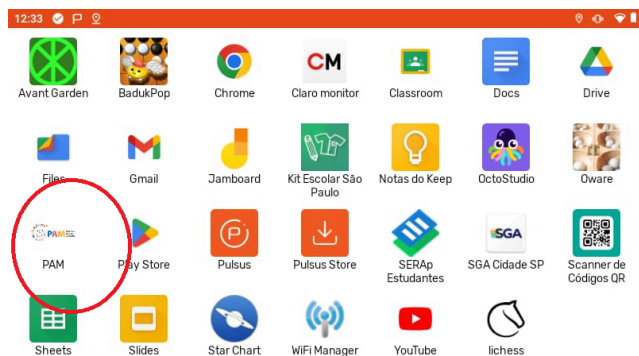 12:33
Avant Garden
BadukPop
Chrome
CM
Claro monitor
Classroom
Docs
Drive
Files
Gmail
Jamboard
Kit Escolar São
Paulo
Notas do Keep
OctoStudio
Oware
PAM
PAM
Play Store
Pulsus
Pulsus Store
SERAp
Estudantes
SGA
SGA Cidade SP
Scanner de
Códigos QR
Sheets
Slides
Star Chart
WiFi Manager
YouTube
lichess